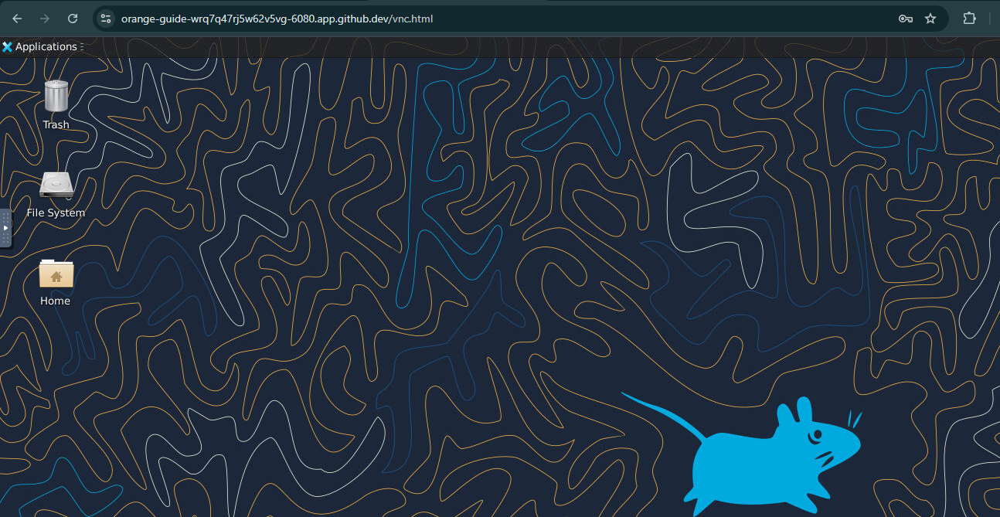 orange-guide-wrq7q47rj5w62v5vg-6080.app.github.dev/vnc.html
Applications
Trash
File System
Home